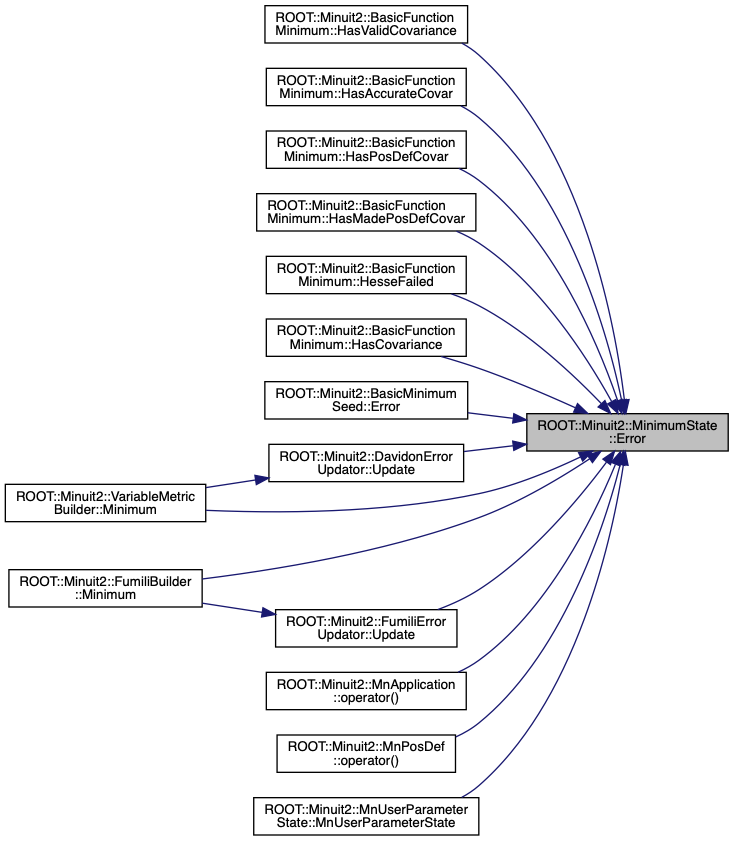 ROOT::Minuit2::BasicFunction
Minimum::HasValidCovariance
ROOT::Minuit2::BasicFunction
Minimum::HasAccurateCovar
ROOT::Minuit2::BasicFunction
Minimum::HasPosDefCovar
ROOT::Minuit2::BasicFunction
Minimum::HasMadePosDefCovar
ROOT::Minuit2::BasicFunction
Minimum::HesseFailed
ROOT::Minuit2::BasicFunction
Minimum::HasCovariance
ROOT::Minuit2::BasicMinimum
Seed::Error
ROOT::Minuit2::MinimumState
::Error
ROOT::Minuit2::DavidonError
Updator::Update
ROOT::Minuit2::VariableMetric
Builder::Minimum
ROOT::Minuit2::FumiliBuilder
::Minimum
ROOT::Minuit2::FumiliError
Updator::Update
ROOT::Minuit2::MnApplication
::operator()
ROOT::Minuit2::MnPosDef
::operator()
ROOT::Minuit2::MnUserParameter
State::MnUserParameterState